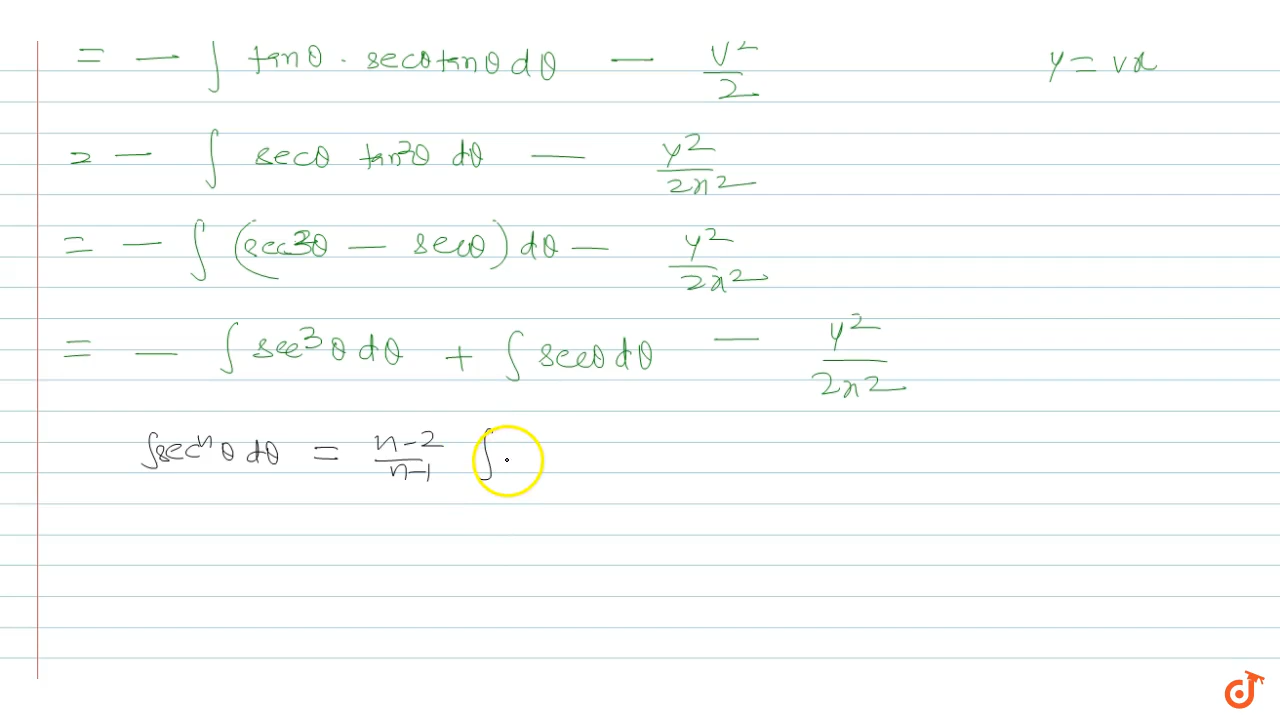 = − ∫ tanθ · secθ tanθ dθ − v²/2 y = vx
= − ∫ secθ tan²θ dθ − y²/2x²
= − ∫ (sec³θ − secθ) dθ − y²/2x²
= − ∫ sec³θ dθ + ∫ secθ dθ − y²/2x²
∫secⁿθ dθ = n−2/n−1 ∫